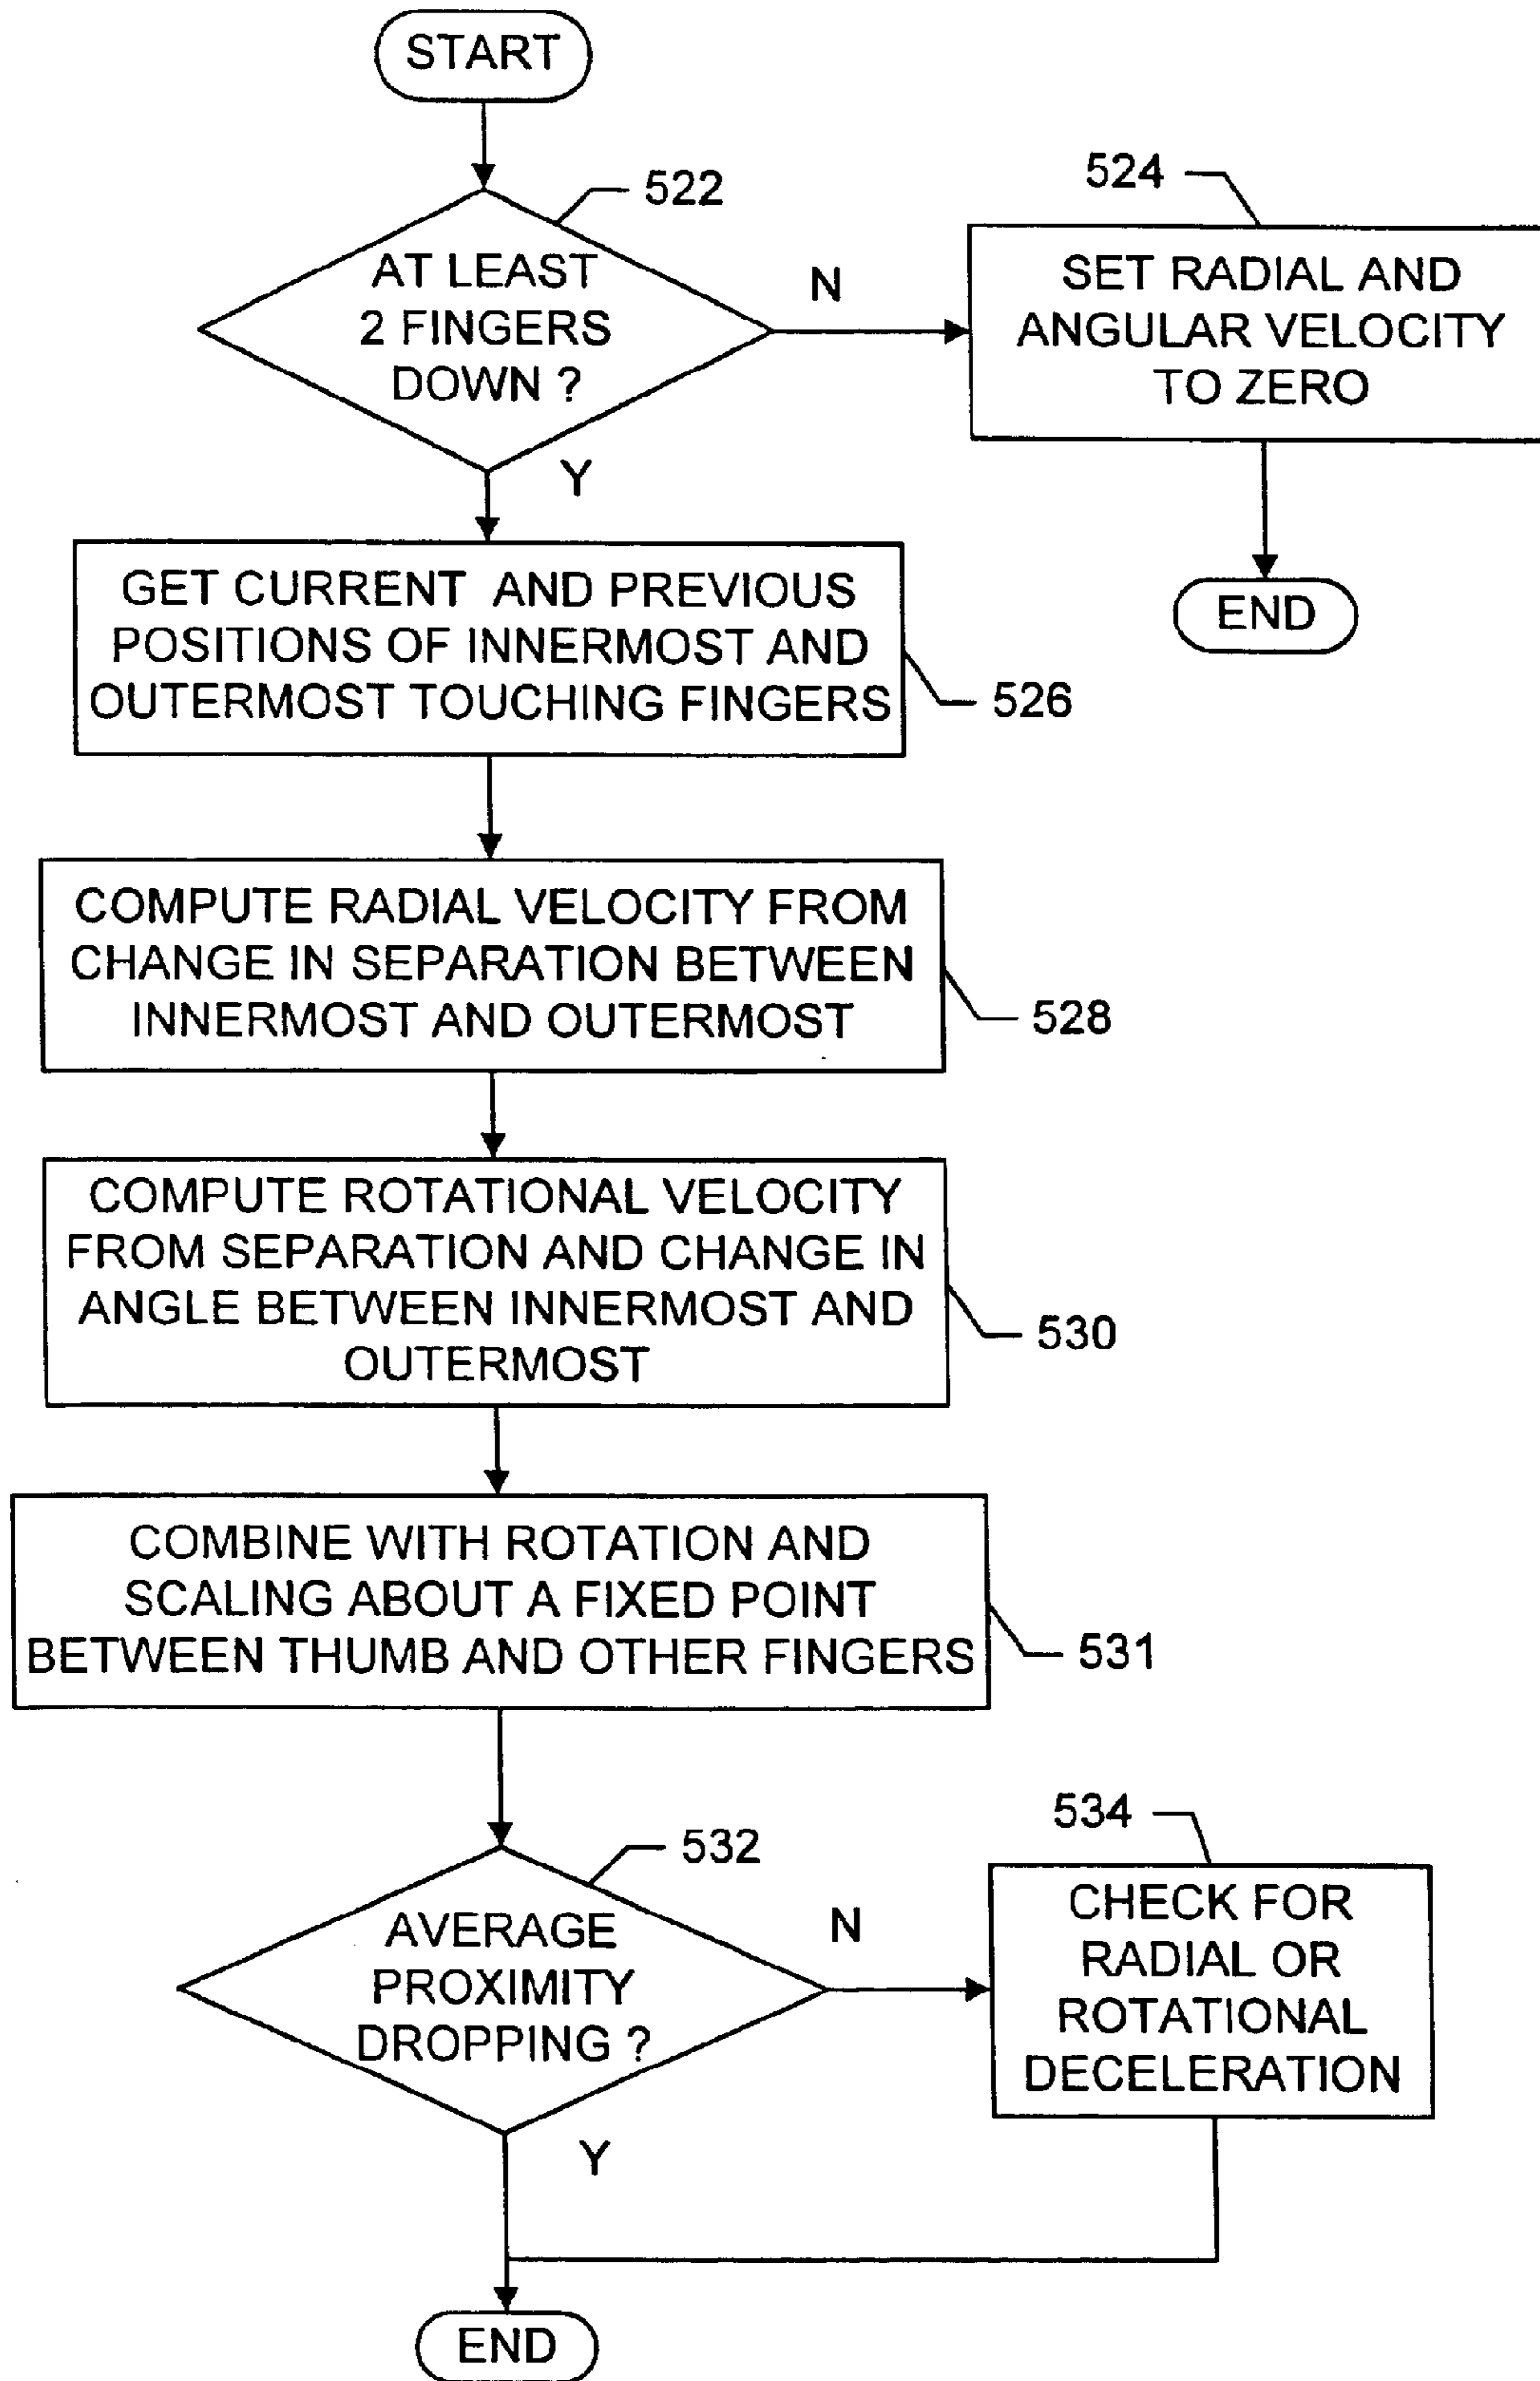 START
522
AT LEAST
2 FINGERS
DOWN ?
N
524
SET RADIAL AND
ANGULAR VELOCITY
TO ZERO
END
Y
GET CURRENT AND PREVIOUS
POSITIONS OF INNERMOST AND
OUTERMOST TOUCHING FINGERS
526
COMPUTE RADIAL VELOCITY FROM
CHANGE IN SEPARATION BETWEEN
INNERMOST AND OUTERMOST
528
COMPUTE ROTATIONAL VELOCITY
FROM SEPARATION AND CHANGE IN
ANGLE BETWEEN INNERMOST AND
OUTERMOST
530
COMBINE WITH ROTATION AND
SCALING ABOUT A FIXED POINT
BETWEEN THUMB AND OTHER FINGERS
531
532
AVERAGE
PROXIMITY
DROPPING ?
N
534
CHECK FOR
RADIAL OR
ROTATIONAL
DECELERATION
Y
END